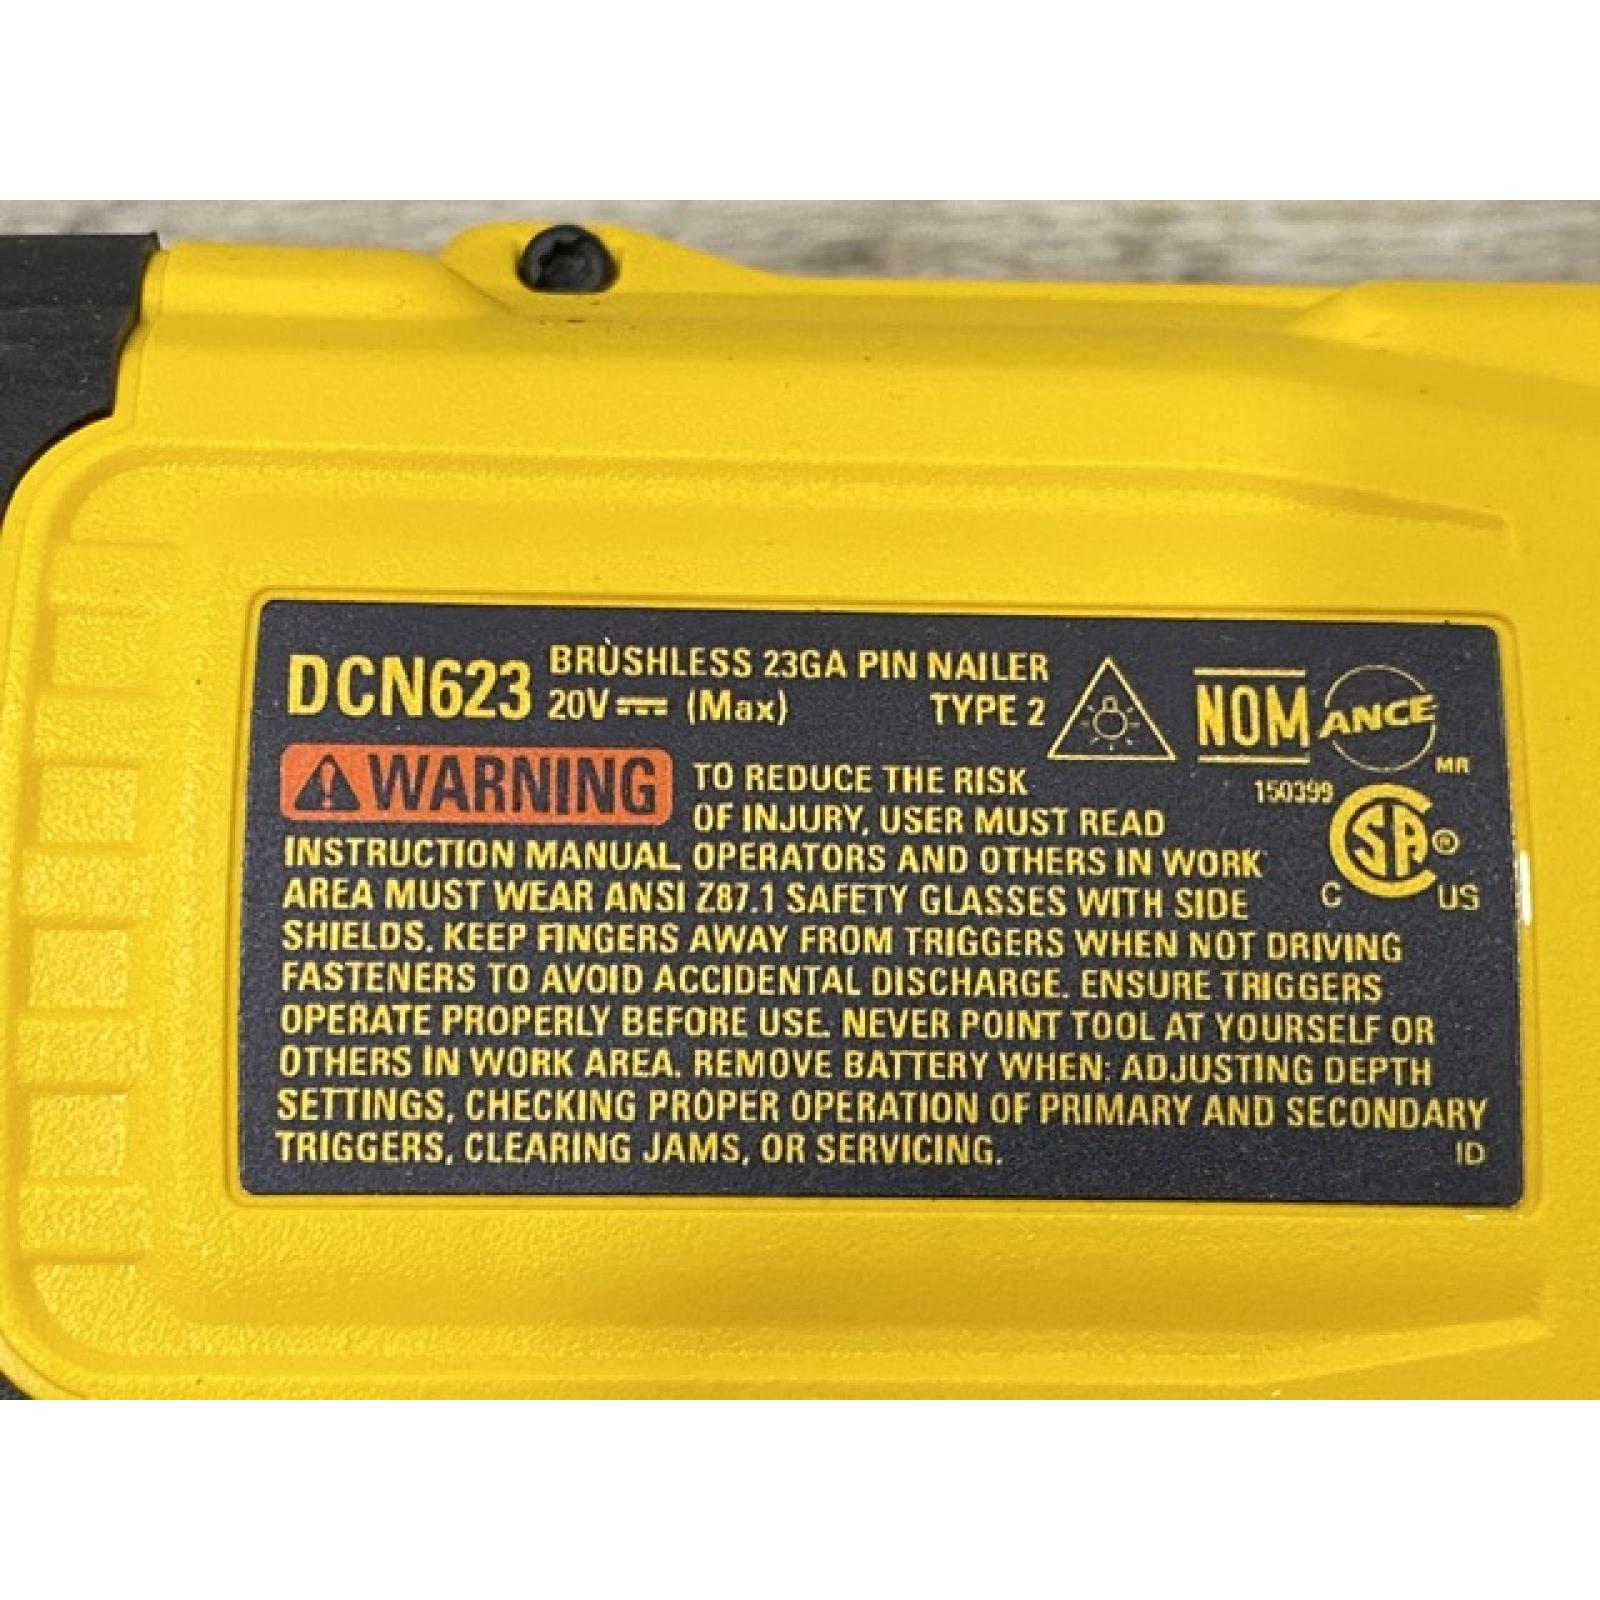 DCN623 BRUSHLESS 23GA PIN NAILER
20V (Max) TYPE 2
NOM ANCE MR
WARNING TO REDUCE THE RISK
150399
OF INJURY, USER MUST READ
SA ®
C US
INSTRUCTION MANUAL. OPERATORS AND OTHERS IN WORK
AREA MUST WEAR ANSI Z87.1 SAFETY GLASSES WITH SIDE
SHIELDS. KEEP FINGERS AWAY FROM TRIGGERS WHEN NOT DRIVING
FASTENERS TO AVOID ACCIDENTAL DISCHARGE. ENSURE TRIGGERS
OPERATE PROPERLY BEFORE USE. NEVER POINT TOOL AT YOURSELF OR
OTHERS IN WORK AREA. REMOVE BATTERY WHEN: ADJUSTING DEPTH
SETTINGS, CHECKING PROPER OPERATION OF PRIMARY AND SECONDARY
TRIGGERS, CLEARING JAMS, OR SERVICING.
ID